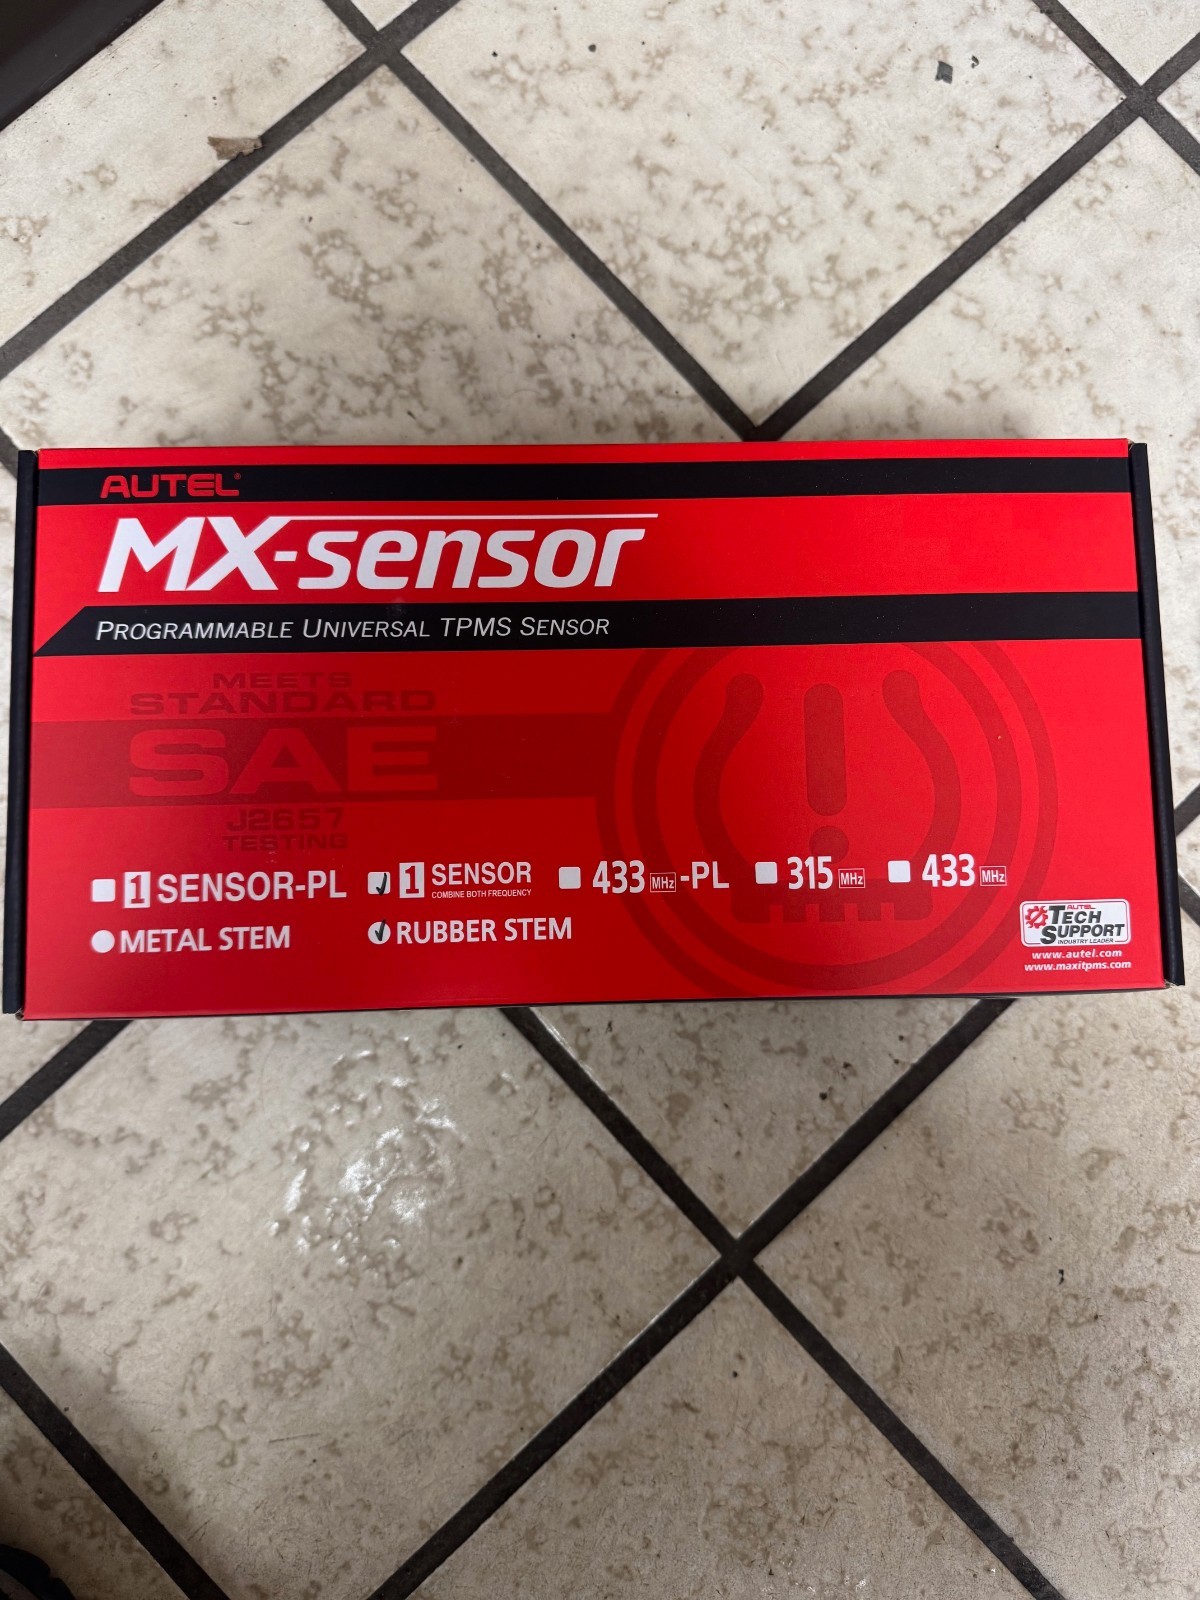 AUTEL®
MX-sensor
PROGRAMMABLE UNIVERSAL TPMS SENSOR
MEETS
STANDARD
SAE
J2657
TESTING
1 SENSOR-PL
1 SENSOR
COMBINE BOTH FREQUENCY
433 MHz-PL
315 MHz
433 MHz
METAL STEM
RUBBER STEM
AUTEL
TECH
SUPPORT
INDUSTRY LEADER
www.autel.com
www.maxitpms.com